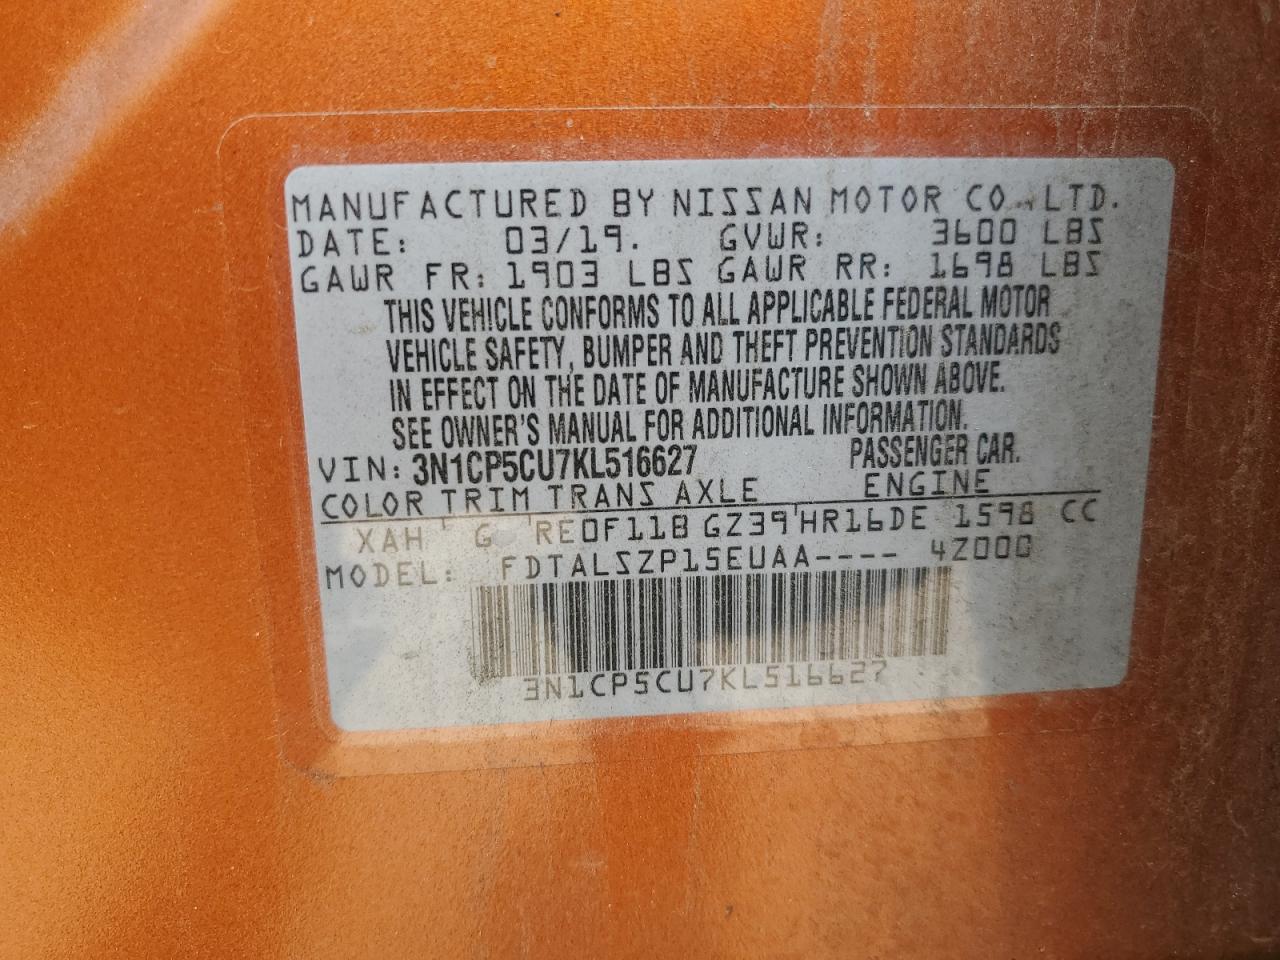 MANUFACTURED BY NISSAN MOTOR CO., LTD.
DATE: 03/19. GVWR: 3600 LBS
GAWR FR: 1903 LBS GAWR RR: 1698 LBS
THIS VEHICLE CONFORMS TO ALL APPLICABLE FEDERAL MOTOR
VEHICLE SAFETY, BUMPER AND THEFT PREVENTION STANDARDS
IN EFFECT ON THE DATE OF MANUFACTURE SHOWN ABOVE.
SEE OWNER'S MANUAL FOR ADDITIONAL INFORMATION.
VIN: 3N1CP5CU7KL516627 PASSENGER CAR.
COLOR TRIM TRANS AXLE ENGINE
XAH G RE0F11B GZ39 HR16DE 1598 CC
MODEL: FDTALSZP15EUAA---- 42000
3N1CP5CU7KL516627